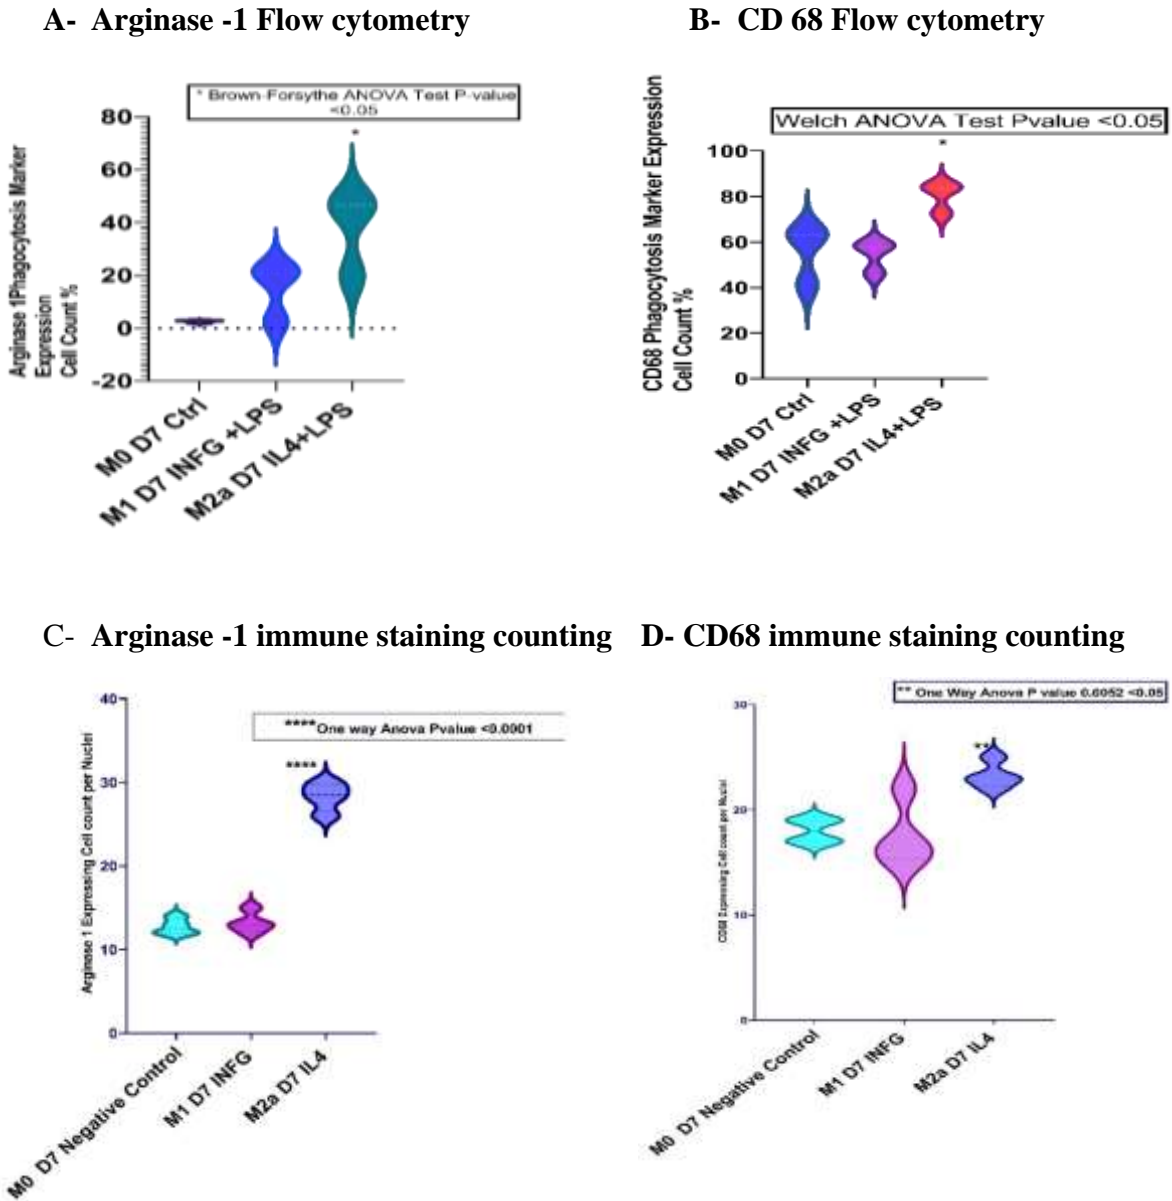 A- Arginase -1 Flow cytometry
B- CD 68 Flow cytometry
* Brown-Forsythe ANOVA Test P-value
<0.05
*
80
60
40
20
0
-20
Arginase 1Phagocytosis Marker
Expression
Cell Count %
M0 D7 Ctrl
M1 D7 INFG +LPS
M2a D7 IL4+LPS
Welch ANOVA Test Pvalue <0.05
*
100
80
60
40
20
0
CD68 Phagocytosis Marker Expression
Cell Count %
M0 D7 Ctrl
M1 D7 INFG +LPS
M2a D7 IL4+LPS
C- Arginase -1 immune staining counting
D- CD68 immune staining counting
****One way Anova Pvalue <0.0001
****
40
30
20
10
0
Arginase 1 Expressing Cell count per Nuclei
M0 D7 Negative Control
M1 D7 INFG
M2a D7 IL4
** One Way Anova P value 0.0052 <0.05
**
30
20
10
0
CD68 Expressing Cell count per Nuclei
M0 D7 Negative Control
M1 D7 INFG
M2a D7 IL4